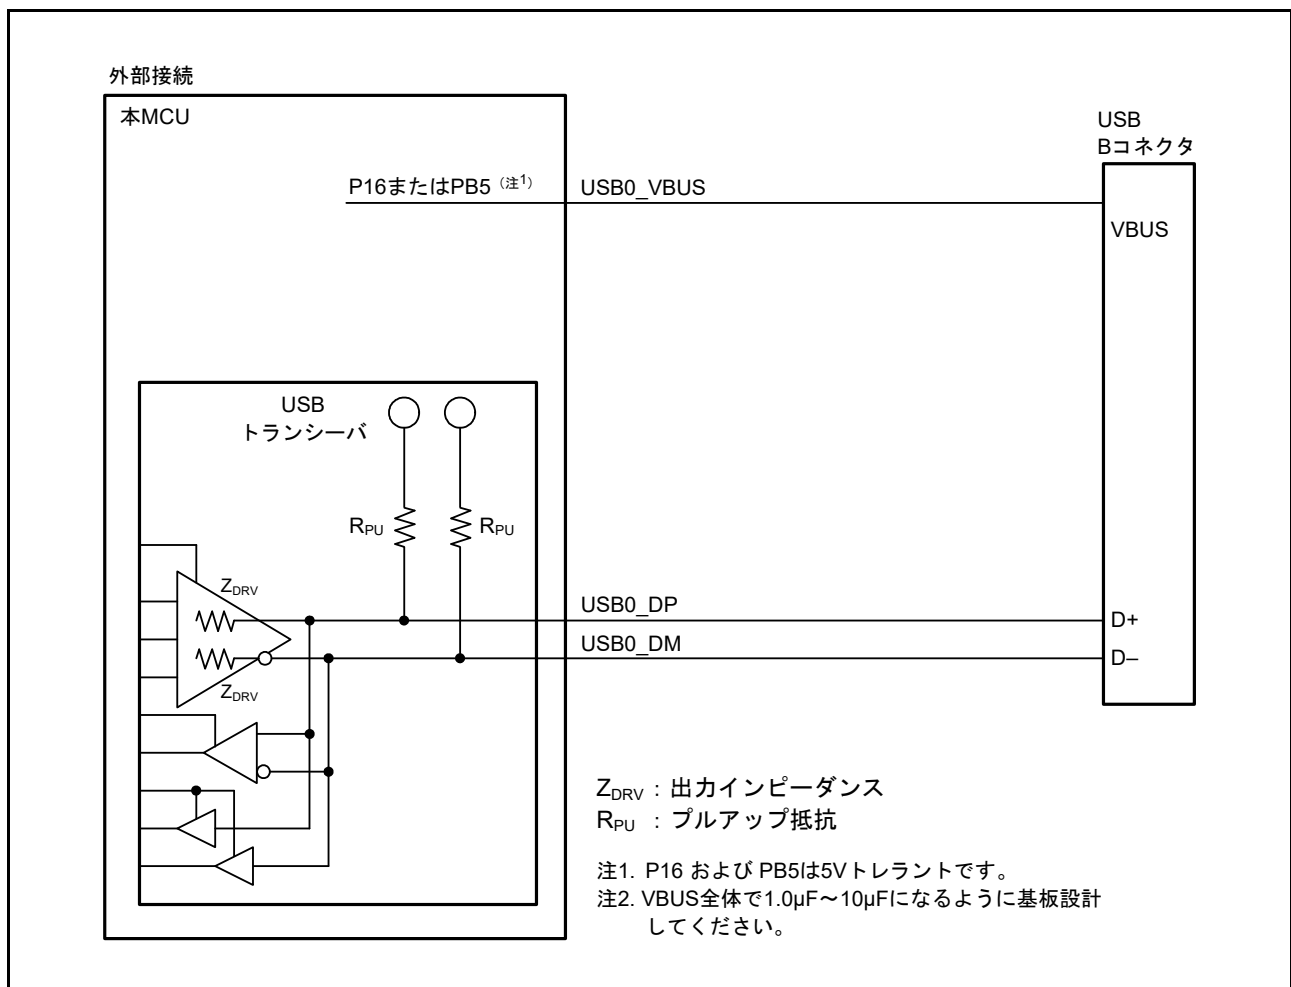 外部接続
本MCU
USB
Bコネクタ
P16またはPB5（注1）
USB0_VBUS
VBUS
USB
トランシーバ
RPU
RPU
ZDRV
USB0_DP
D+
USB0_DM
D–
ZDRV
ZDRV : 出力インピーダンス
RPU : プルアップ抵抗
注1. P16 および PB5は5Vトレラントです。
注2. VBUS全体で1.0µF～10µFになるように基板設計
してください。